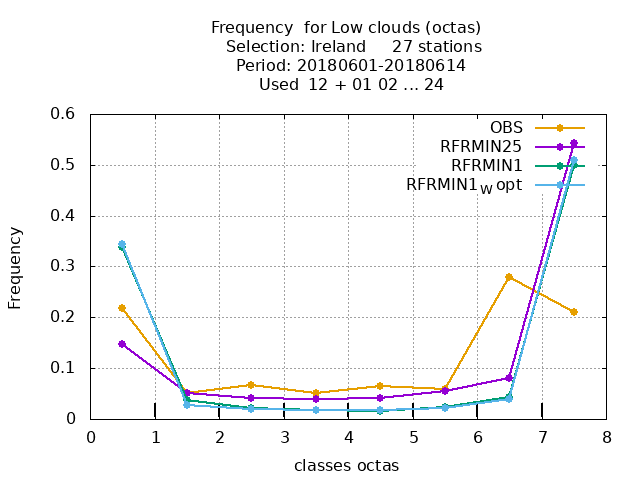 Frequency  for Low clouds (octas)
Selection: Ireland     27 stations
Period: 20180601-20180614
Used  12 + 01 02 ... 24
0.6
0.5
0.4
0.3
0.2
0.1
0
Frequency
OBS
RFRMIN25
RFRMIN1
RFRMIN1W opt
0 1 2 3 4 5 6 7 8
classes octas